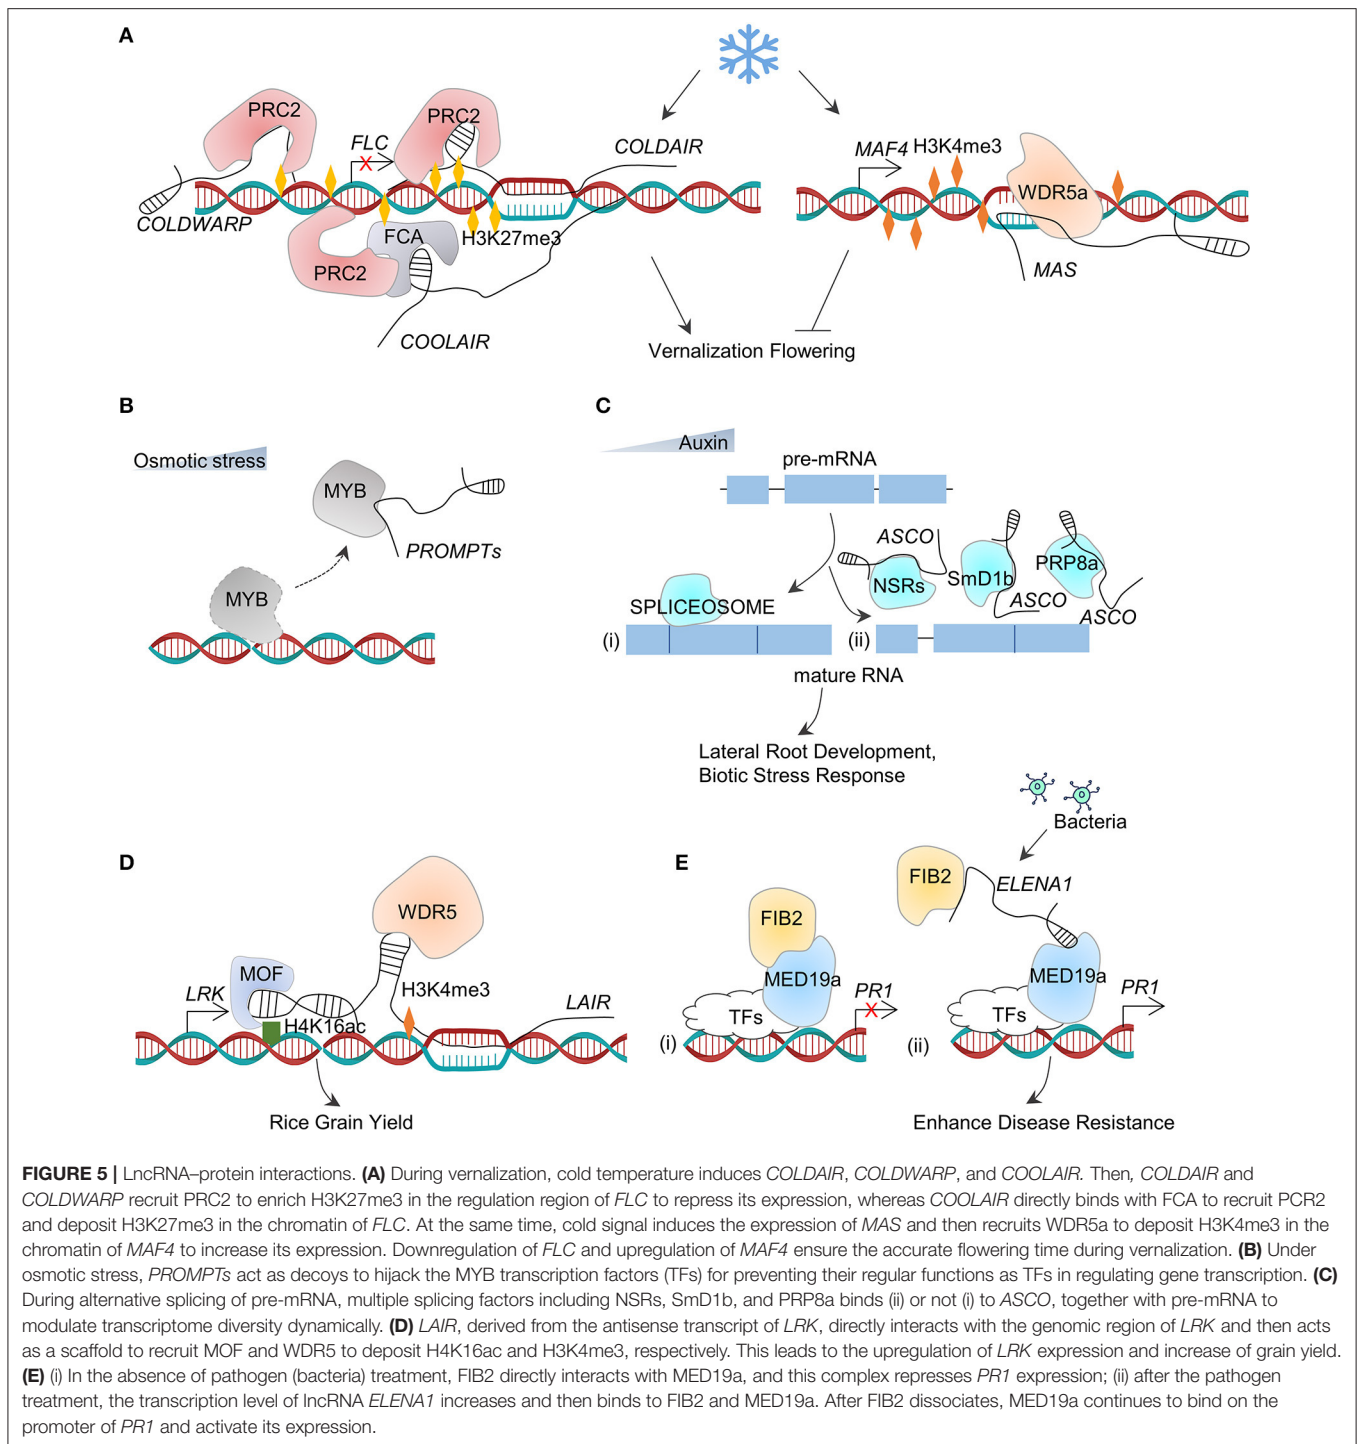 A
PRC2
PRC2
FLC
COLDAIR
MAF4
H3K4me3
WDR5a
COLDWARP
FCA
H3K27me3
PRC2
MAS
COOLAIR
Vernalization Flowering
B
Osmotic stress
MYB
PROMPTs
MYB
C
Auxin
pre-mRNA
ASCO
NSRs
SmD1b
PRP8a
ASCO
ASCO
SPLICEOSOME
(i)
(ii)
mature RNA
Lateral Root Development,
Biotic Stress Response
D
WDR5
MOF
LRK
H3K4me3
H4K16ac
LAIR
Rice Grain Yield
E
Bacteria
FIB2
ELENA1
FIB2
MED19a
PR1
TFs
(i)
MED19a
PR1
TFs
(ii)
Enhance Disease Resistance
FIGURE 5 | LncRNA–protein interactions. (A) During vernalization, cold temperature induces COLDAIR, COLDWARP, and COOLAIR. Then, COLDAIR and
COLDWARP recruit PRC2 to enrich H3K27me3 in the regulation region of FLC to repress its expression, whereas COOLAIR directly binds with FCA to recruit PCR2
and deposit H3K27me3 in the chromatin of FLC. At the same time, cold signal induces the expression of MAS and then recruits WDR5a to deposit H3K4me3 in the
chromatin of MAF4 to increase its expression. Downregulation of FLC and upregulation of MAF4 ensure the accurate flowering time during vernalization. (B) Under
osmotic stress, PROMPTs act as decoys to hijack the MYB transcription factors (TFs) for preventing their regular functions as TFs in regulating gene transcription. (C)
During alternative splicing of pre-mRNA, multiple splicing factors including NSRs, SmD1b, and PRP8a binds (ii) or not (i) to ASCO, together with pre-mRNA to
modulate transcriptome diversity dynamically. (D) LAIR, derived from the antisense transcript of LRK, directly interacts with the genomic region of LRK and then acts
as a scaffold to recruit MOF and WDR5 to deposit H4K16ac and H3K4me3, respectively. This leads to the upregulation of LRK expression and increase of grain yield.
(E) (i) In the absence of pathogen (bacteria) treatment, FIB2 directly interacts with MED19a, and this complex represses PR1 expression; (ii) after the pathogen
treatment, the transcription level of lncRNA ELENA1 increases and then binds to FIB2 and MED19a. After FIB2 dissociates, MED19a continues to bind on the
promoter of PR1 and activate its expression.